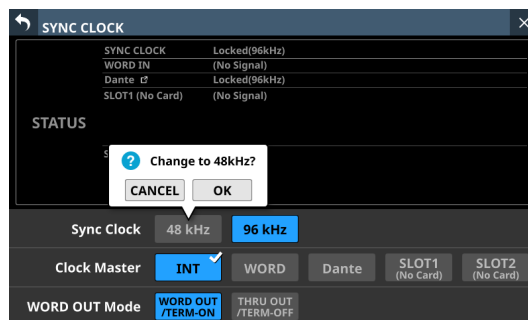 SYNC CLOCK
SYNC CLOCK Locked(96kHz)
WORD IN (No Signal)
Dante Locked(96kHz)
SLOT1 (No Card) (No Signal)
STATUS
S
Change to 48kHz?
CANCEL OK
Sync Clock 48 kHz 96 kHz
Clock Master INT WORD Dante SLOT1 (No Card) SLOT2 (No Card)
WORD OUT Mode WORD OUT /TERM-ON THRU OUT /TERM-OFF